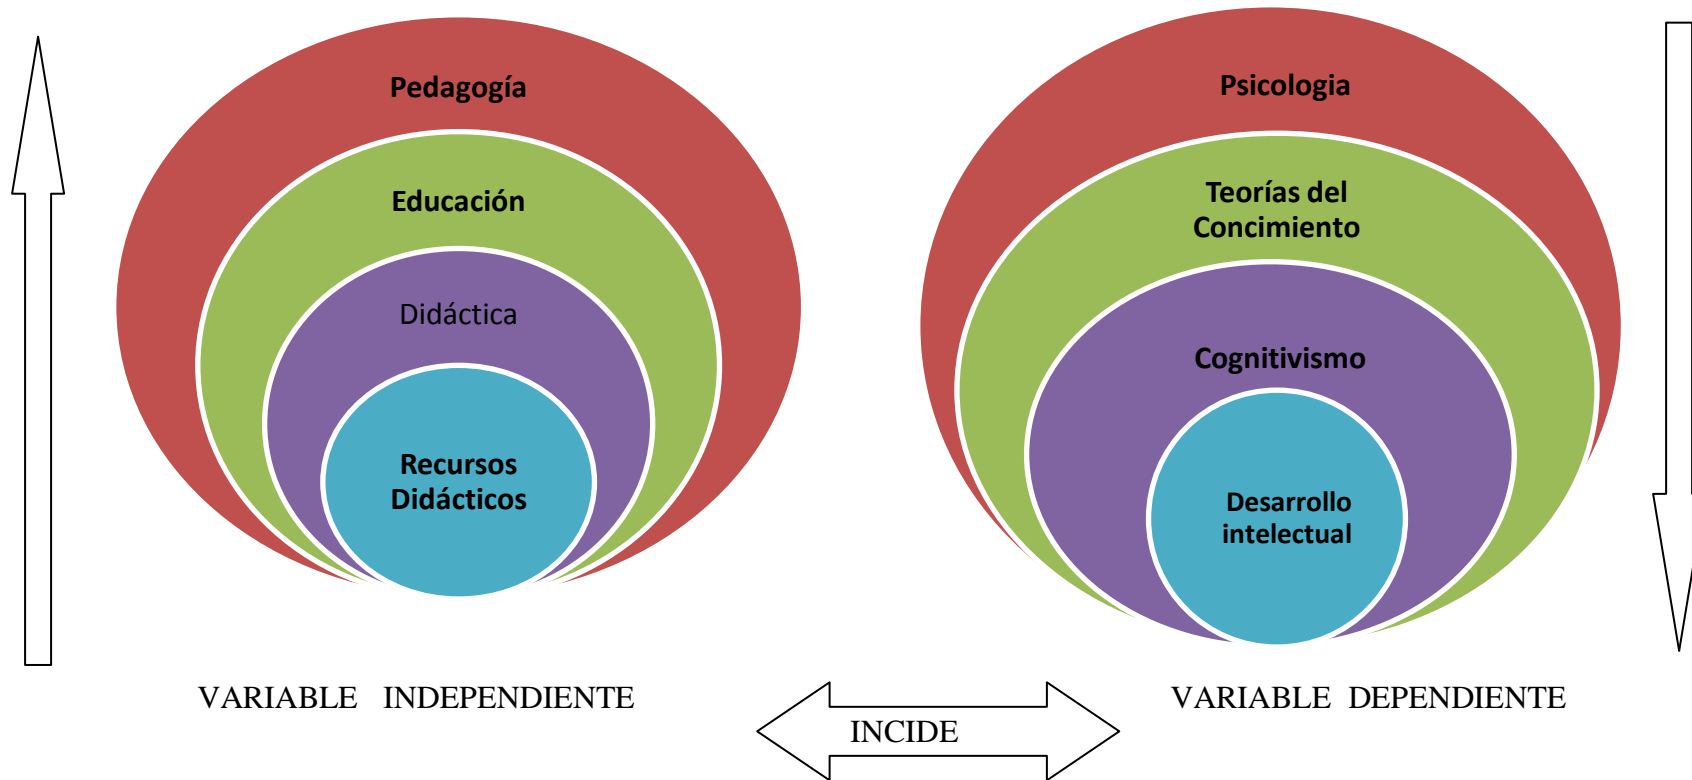 Pedagogía
Educación
Didáctica
Recursos
Didácticos
Psicologia
Teorías del
Concimiento
Cognitivismo
Desarrollo
intelectual
VARIABLE INDEPENDIENTE
INCIDE
VARIABLE DEPENDIENTE